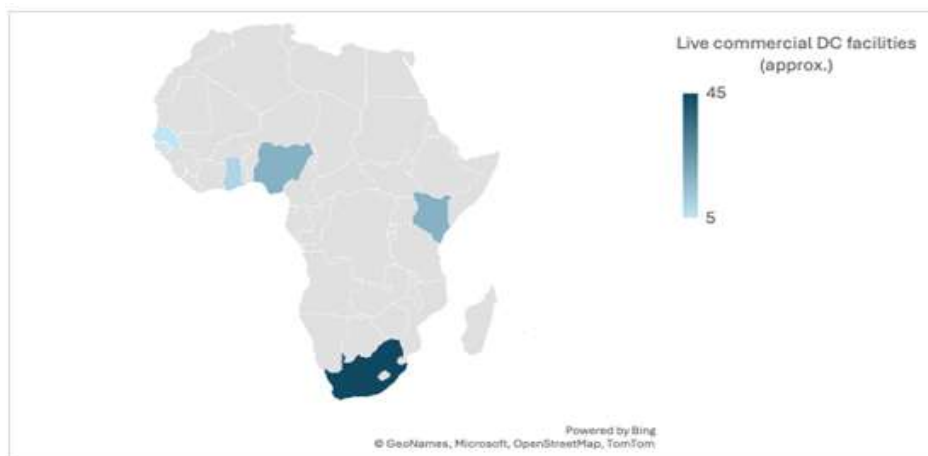 Live commercial DC facilities
(approx.)
45
5
Powered by Bing
© GeoNames, Microsoft, OpenStreetMap, TomTom